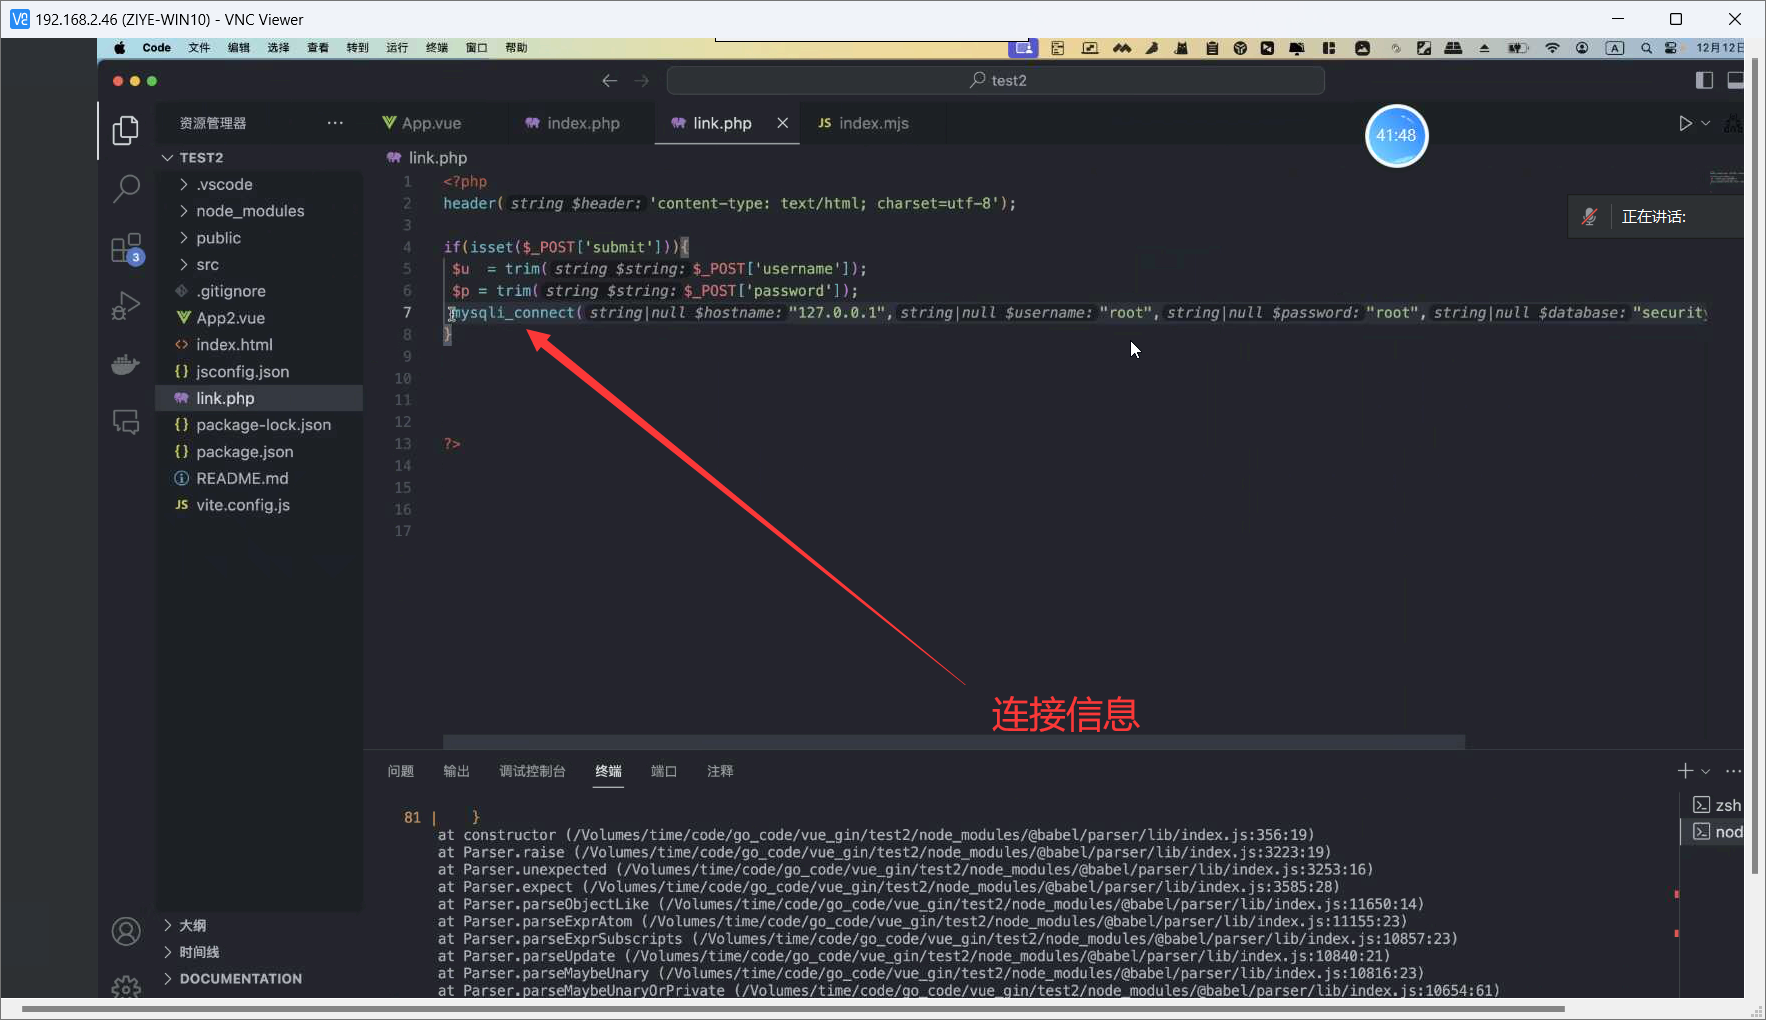 192.168.2.46 (ZIYE-WIN10) - VNC Viewer
Code 文件 编辑 选择 查看 转到 运行 终端 窗口 帮助
A
12月12日
test2
资源管理器 ···
App.vue
index.php
link.php
JS index.mjs
41:48
TEST2
link.php
.vscode
node_modules
public
src
.gitignore
App2.vue
index.html
{} jsconfig.json
link.php
{} package-lock.json
{} package.json
README.md
JS vite.config.js
3
正在讲话:
1 <?php
2 header(string $header: 'content-type: text/html; charset=utf-8');
3
4 if(isset($_POST['submit'])){
5 $u  = trim(string $string: $_POST['username']);
6 $p = trim(string $string: $_POST['password']);
7 mysqli_connect(string|null $hostname: "127.0.0.1", string|null $username: "root", string|null $password: "root", string|null $database: "security
8 }
9
10
11
12
13 ?>
14
15
16
17
连接信息
问题 输出 调试控制台 终端 端口 注释
zsh
nod
81 |    }
at constructor (/Volumes/time/code/go_code/vue_gin/test2/node_modules/@babel/parser/lib/index.js:356:19)
at Parser.raise (/Volumes/time/code/go_code/vue_gin/test2/node_modules/@babel/parser/lib/index.js:3223:19)
at Parser.unexpected (/Volumes/time/code/go_code/vue_gin/test2/node_modules/@babel/parser/lib/index.js:3253:16)
at Parser.expect (/Volumes/time/code/go_code/vue_gin/test2/node_modules/@babel/parser/lib/index.js:3585:28)
at Parser.parseObjectLike (/Volumes/time/code/go_code/vue_gin/test2/node_modules/@babel/parser/lib/index.js:11650:14)
at Parser.parseExprAtom (/Volumes/time/code/go_code/vue_gin/test2/node_modules/@babel/parser/lib/index.js:11155:23)
at Parser.parseExprSubscripts (/Volumes/time/code/go_code/vue_gin/test2/node_modules/@babel/parser/lib/index.js:10857:23)
at Parser.parseUpdate (/Volumes/time/code/go_code/vue_gin/test2/node_modules/@babel/parser/lib/index.js:10840:21)
at Parser.parseMaybeUnary (/Volumes/time/code/go_code/vue_gin/test2/node_modules/@babel/parser/lib/index.js:10816:23)
at Parser.parseMaybeUnaryOrPrivate (/Volumes/time/code/go_code/vue_gin/test2/node_modules/@babel/parser/lib/index.js:10654:61)
大纲
时间线
DOCUMENTATION